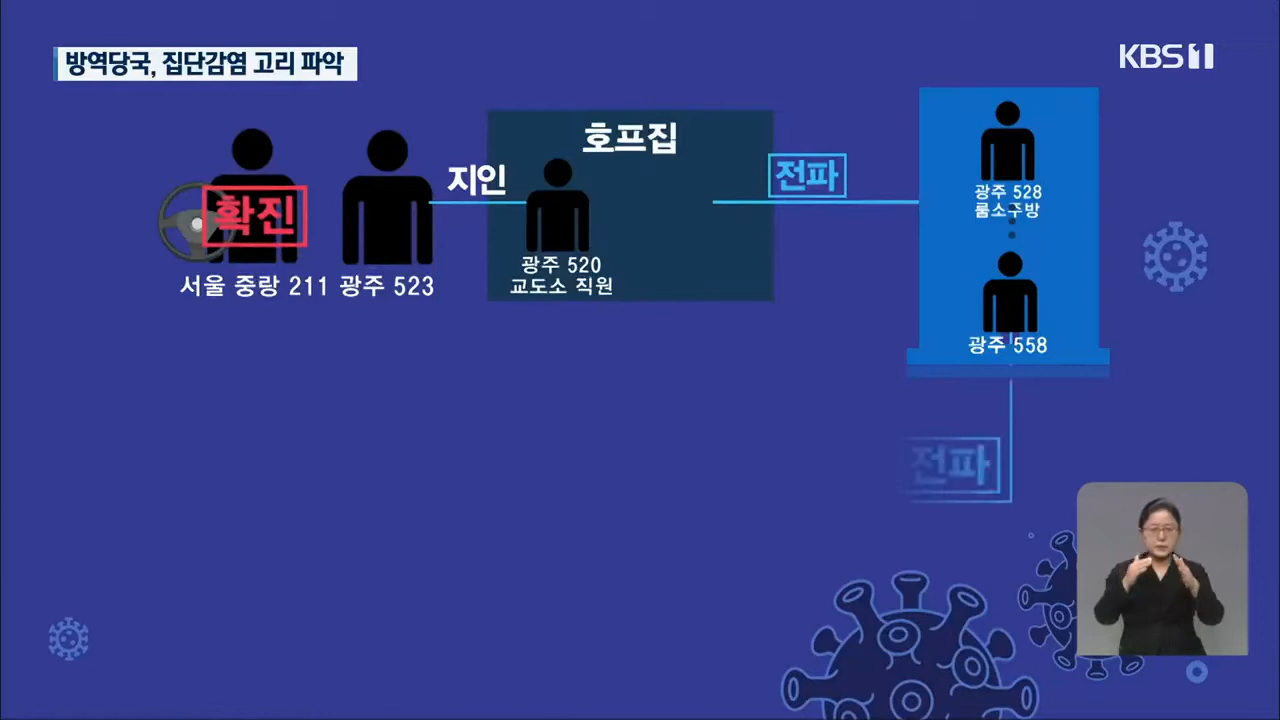 방역당국, 집단감염 고리 파악
KBS1
호프집
지인
전파
확진
서울 중랑 211
광주 523
광주 520
교도소 직원
광주 528
룸소주방
광주 558
전파